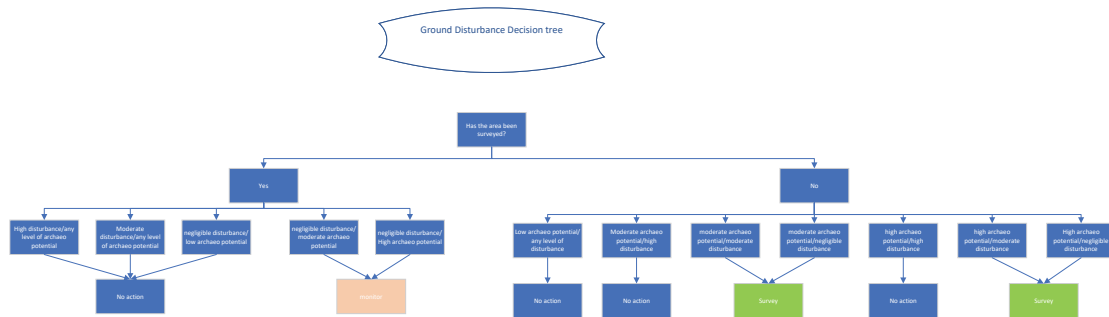 Ground Disturbance Decision tree
Has the area been
surveyed?
Yes
No
High disturbance/any
level of archaeo
potential
Moderate
disturbance/any level
of archaeo potential
negligible disturbance/
low archaeo potential
negligible disturbance/
moderate archaeo
potential
negligible disturbance/
High archaeo potential
Low archaeo potential/
any level of
disturbance
Moderate archaeo
potential/high
disturbance
moderate archaeo
potential/moderate
disturbance
moderate archaeo
potential/negligible
disturbance
high archaeo
potential/high
disturbance
high archaeo
potential/moderate
disturbance
High archaeo
potential/negligible
disturbance
No action
monitor
No action
No action
Survey
No action
Survey